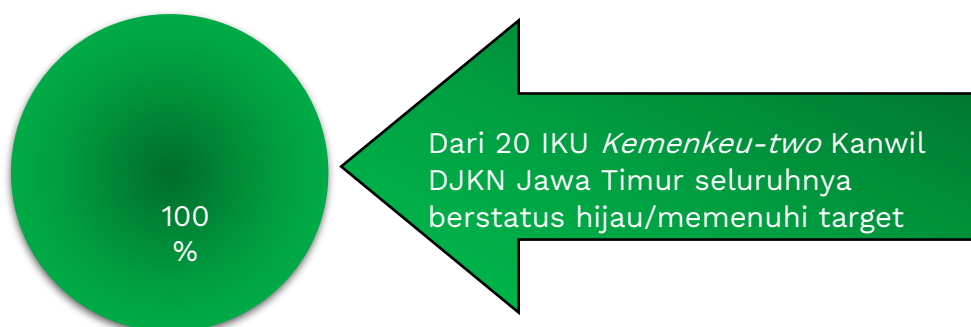 100
%
Dari 20 IKU Kemenkeu-two Kanwil
DJKN Jawa Timur seluruhnya
berstatus hijau/memenuhi target